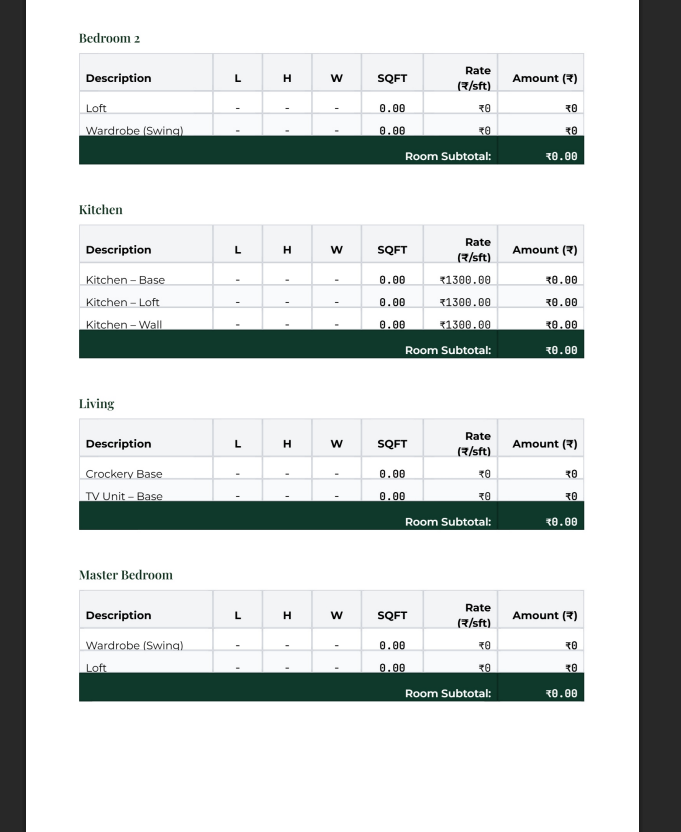 Bedroom 2
Description L H W SQFT Rate (₹/sft) Amount (₹)
Loft - - - 0.00 ₹0 ₹0
Wardrobe (Swing) - - - 0.00 ₹0 ₹0
Room Subtotal: ₹0.00
Kitchen
Description L H W SQFT Rate (₹/sft) Amount (₹)
Kitchen – Base - - - 0.00 ₹1300.00 ₹0.00
Kitchen – Loft - - - 0.00 ₹1300.00 ₹0.00
Kitchen – Wall - - - 0.00 ₹1300.00 ₹0.00
Room Subtotal: ₹0.00
Living
Description L H W SQFT Rate (₹/sft) Amount (₹)
Crockery Base - - - 0.00 ₹0 ₹0
TV Unit – Base - - - 0.00 ₹0 ₹0
Room Subtotal: ₹0.00
Master Bedroom
Description L H W SQFT Rate (₹/sft) Amount (₹)
Wardrobe (Swing) - - - 0.00 ₹0 ₹0
Loft - - - 0.00 ₹0 ₹0
Room Subtotal: ₹0.00